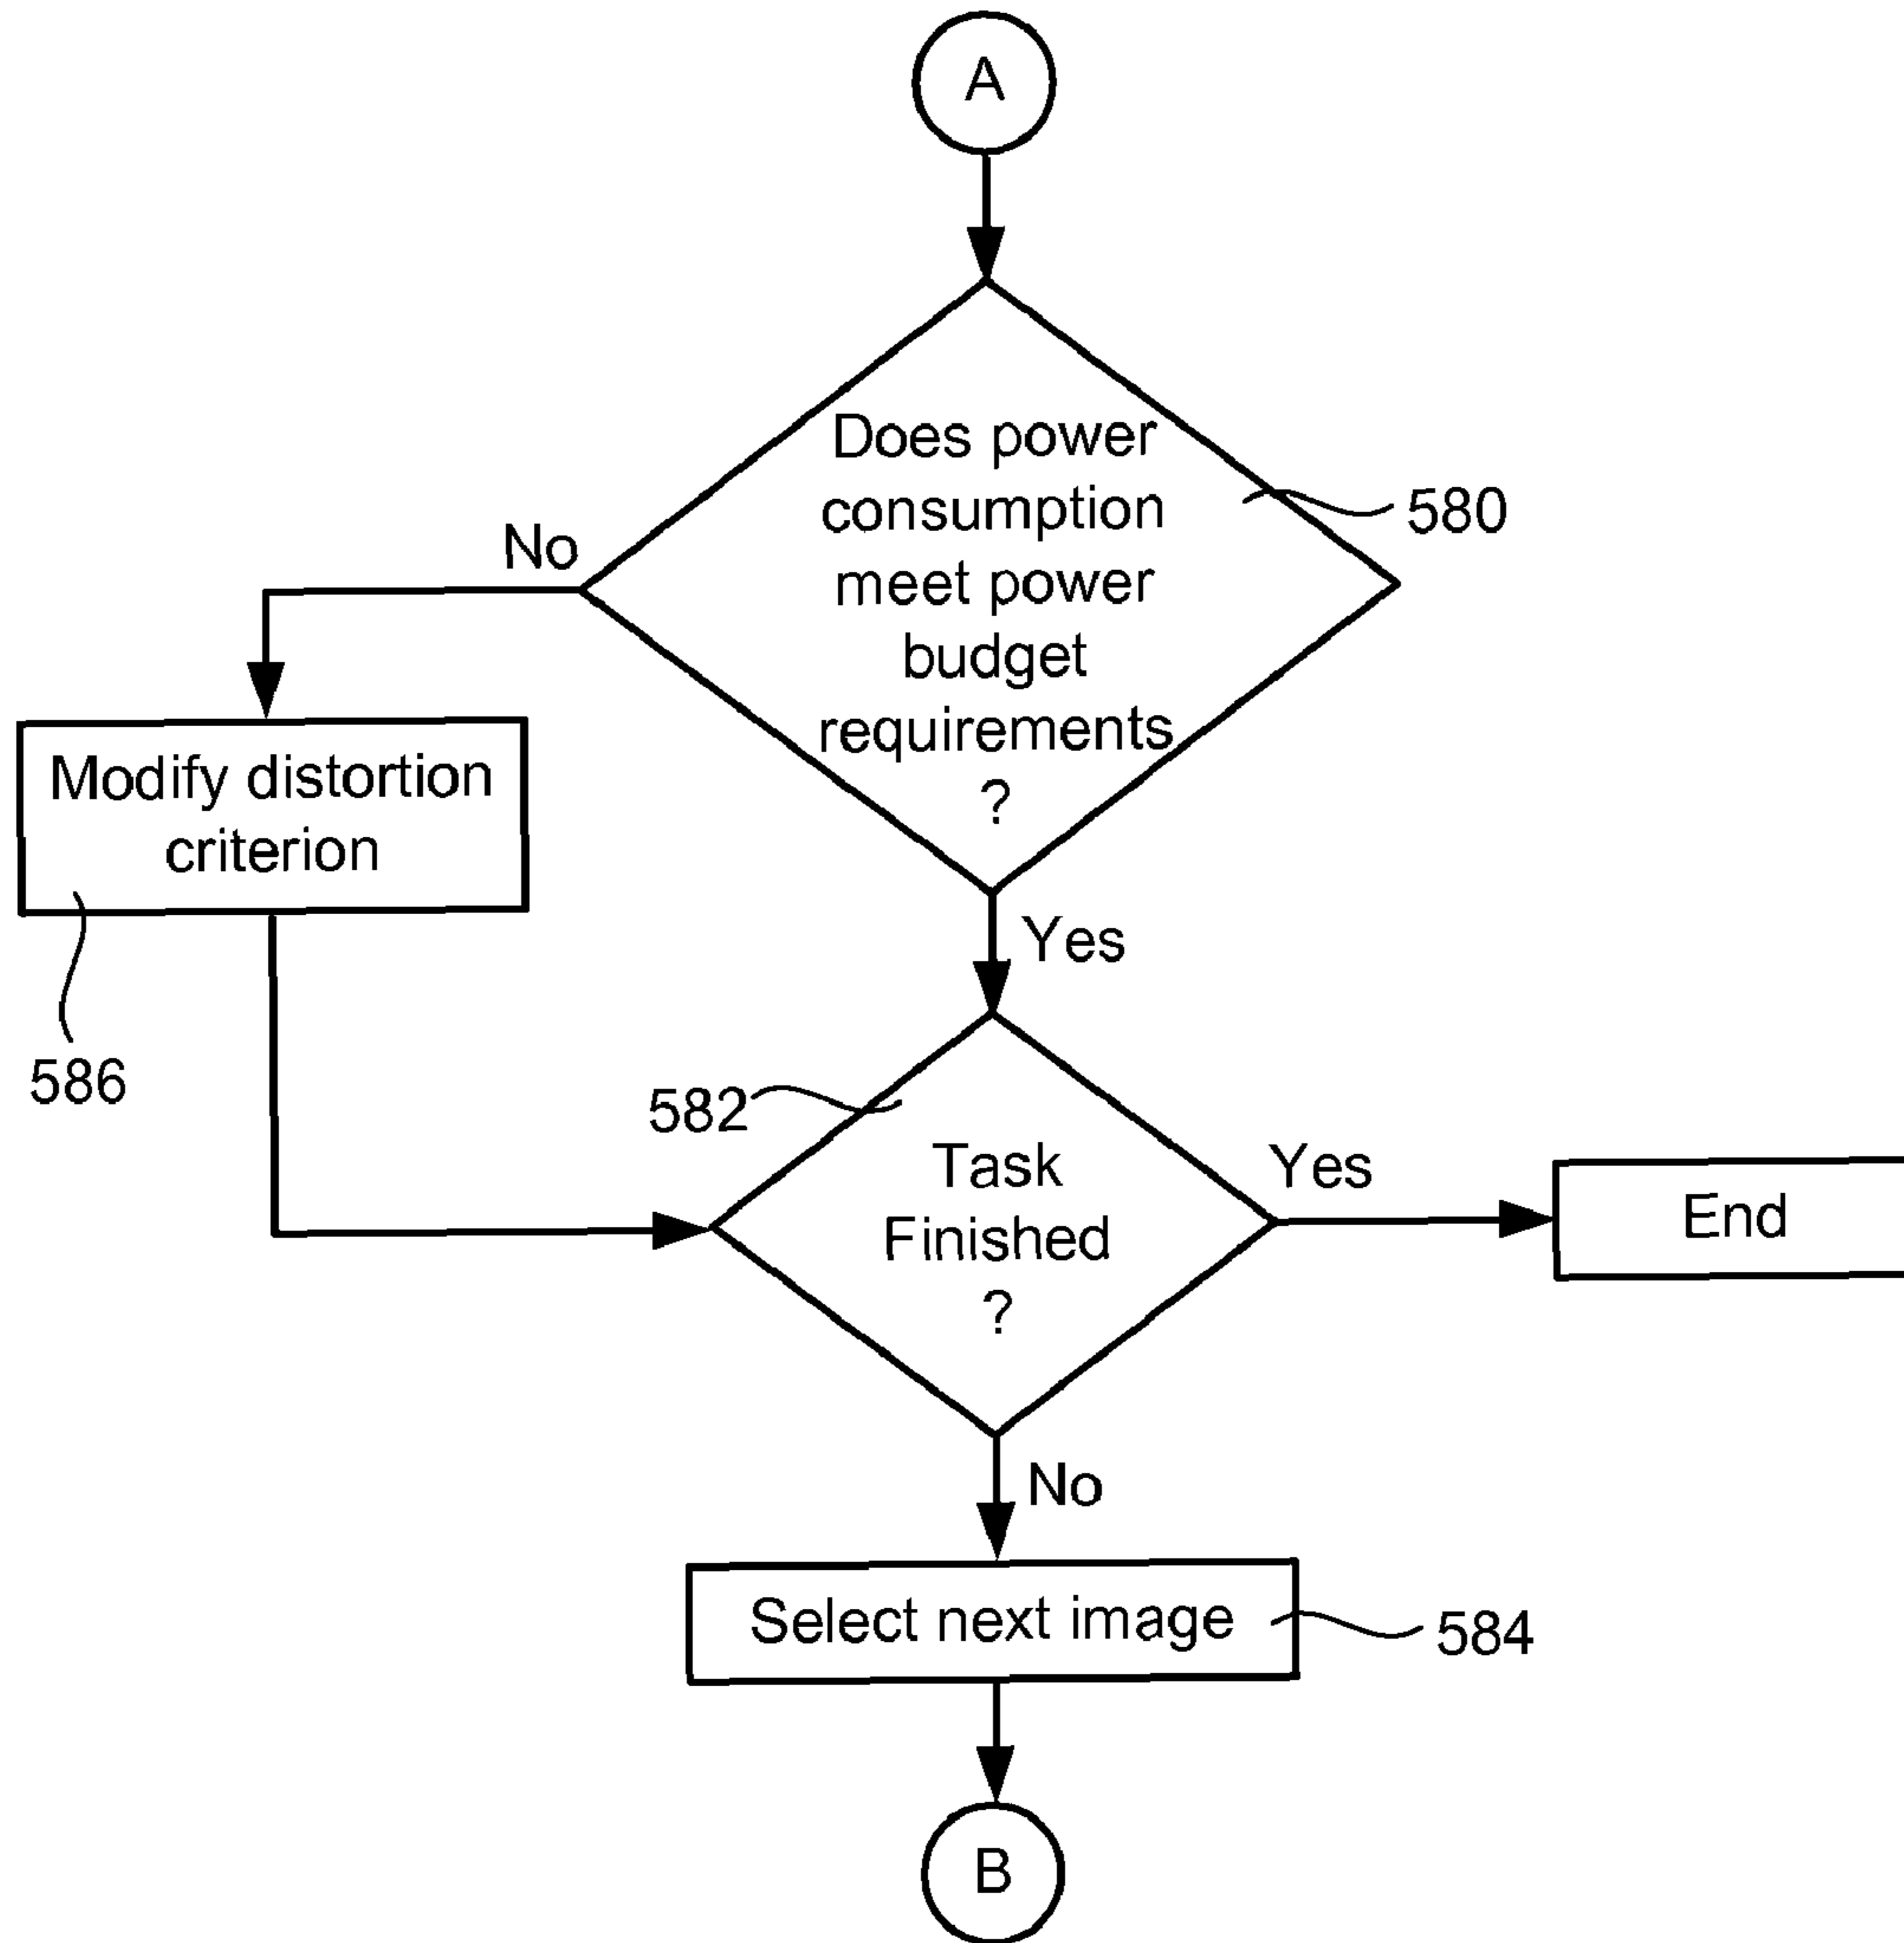 A
Does power
consumption
meet power
budget
requirements
?
580
No
Modify distortion
criterion
586
Yes
582
Task
Finished
?
Yes
End
No
Select next image
584
B